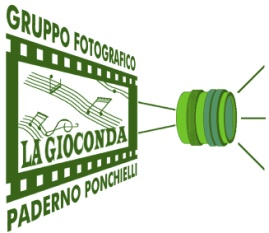 GRUPPO FOTOGRAFICO
LA GIOCONDA
PADERNO PONCHIELLI